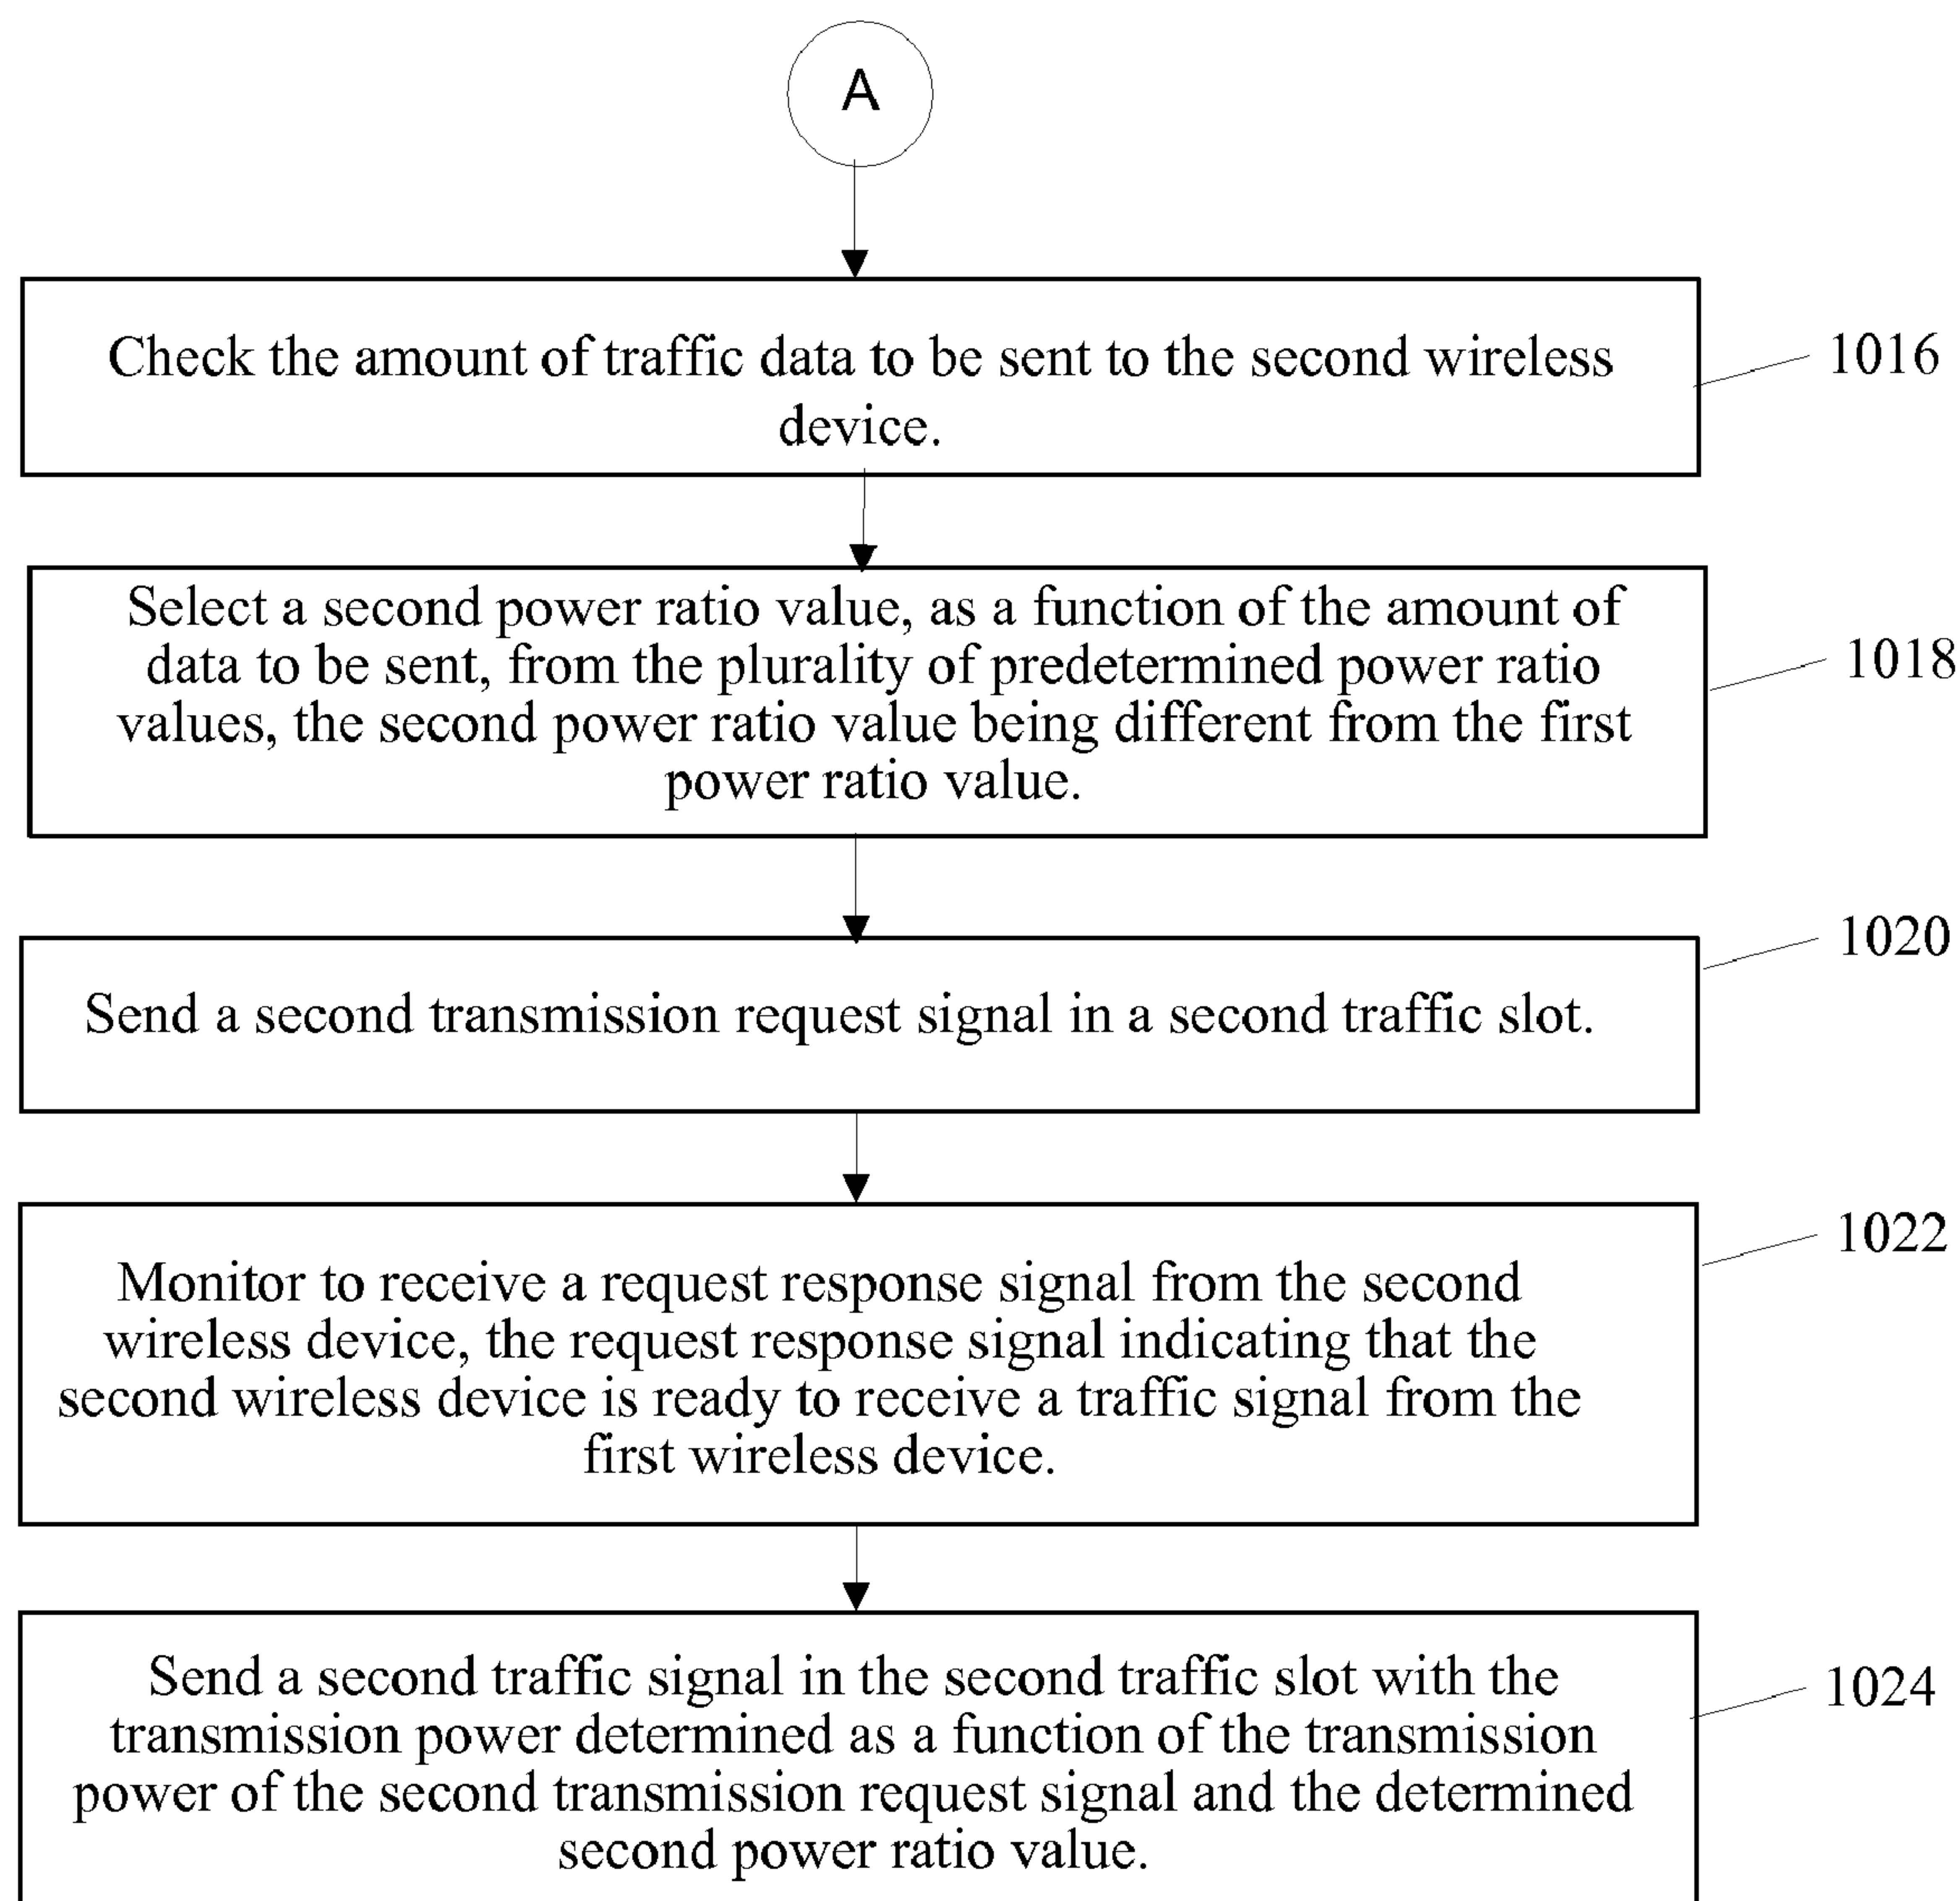 A
Check the amount of traffic data to be sent to the second wireless
device.
1016
Select a second power ratio value, as a function of the amount of
data to be sent, from the plurality of predetermined power ratio
values, the second power ratio value being different from the first
power ratio value.
1018
Send a second transmission request signal in a second traffic slot.
1020
Monitor to receive a request response signal from the second
wireless device, the request response signal indicating that the
second wireless device is ready to receive a traffic signal from the
first wireless device.
1022
Send a second traffic signal in the second traffic slot with the
transmission power determined as a function of the transmission
power of the second transmission request signal and the determined
second power ratio value.
1024